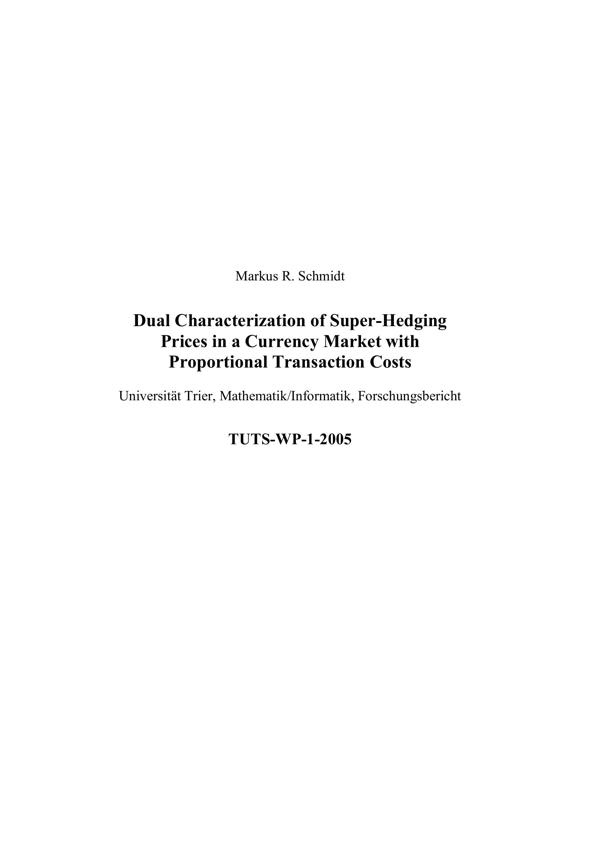 Markus R. Schmidt
Dual Characterization of Super-Hedging
Prices in a Currency Market with
Proportional Transaction Costs
Universität Trier, Mathematik/Informatik, Forschungsbericht
TUTS-WP-1-2005